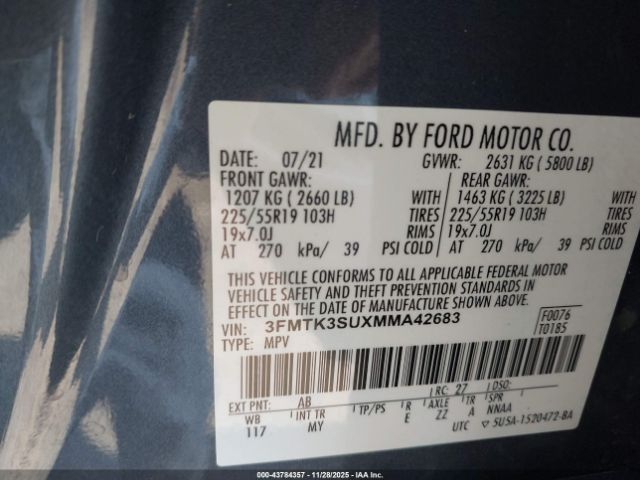 MFD. BY FORD MOTOR CO.
DATE: 07/21 GVWR: 2631 KG ( 5800 LB)
FRONT GAWR: REAR GAWR:
1207 KG ( 2660 LB) WITH 1463 KG ( 3225 LB) WITH
225/55R19 103H TIRES 225/55R19 103H TIRES
19x7.0J RIMS 19x7.0J RIMS
AT 270 kPa/ 39 PSI COLD AT 270 kPa/ 39 PSI COLD
THIS VEHICLE CONFORMS TO ALL APPLICABLE FEDERAL MOTOR
VEHICLE SAFETY AND THEFT PREVENTION STANDARDS IN EFFECT
ON THE DATE OF MANUFACTURE SHOWN ABOVE.
VIN: 3FMTK3SUXMMA42683 F0076
TYPE: MPV T0185
EXT PNT: AB RC: 27 DSO:
WB INT TR TP/PS R AXLE TR SPR
117 MY E ZZ A NNAA
UTC 5USA-1520472-BA
000-43784357 - 11/28/2025 - IAAI.COM